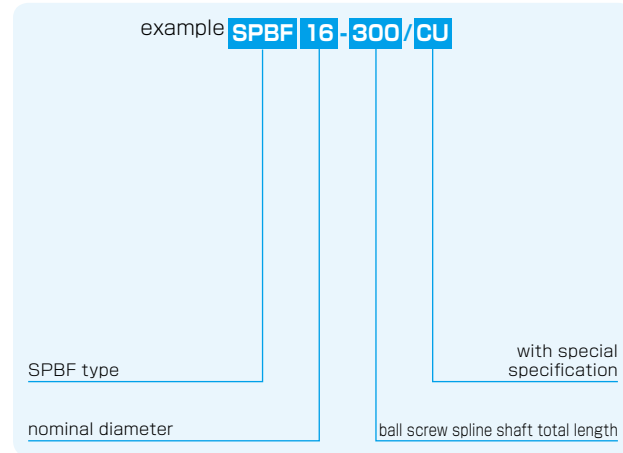 example SPBF 16 - 300 / CU
with special
SPBF type specification
nominal diameter ball screw spline shaft total length